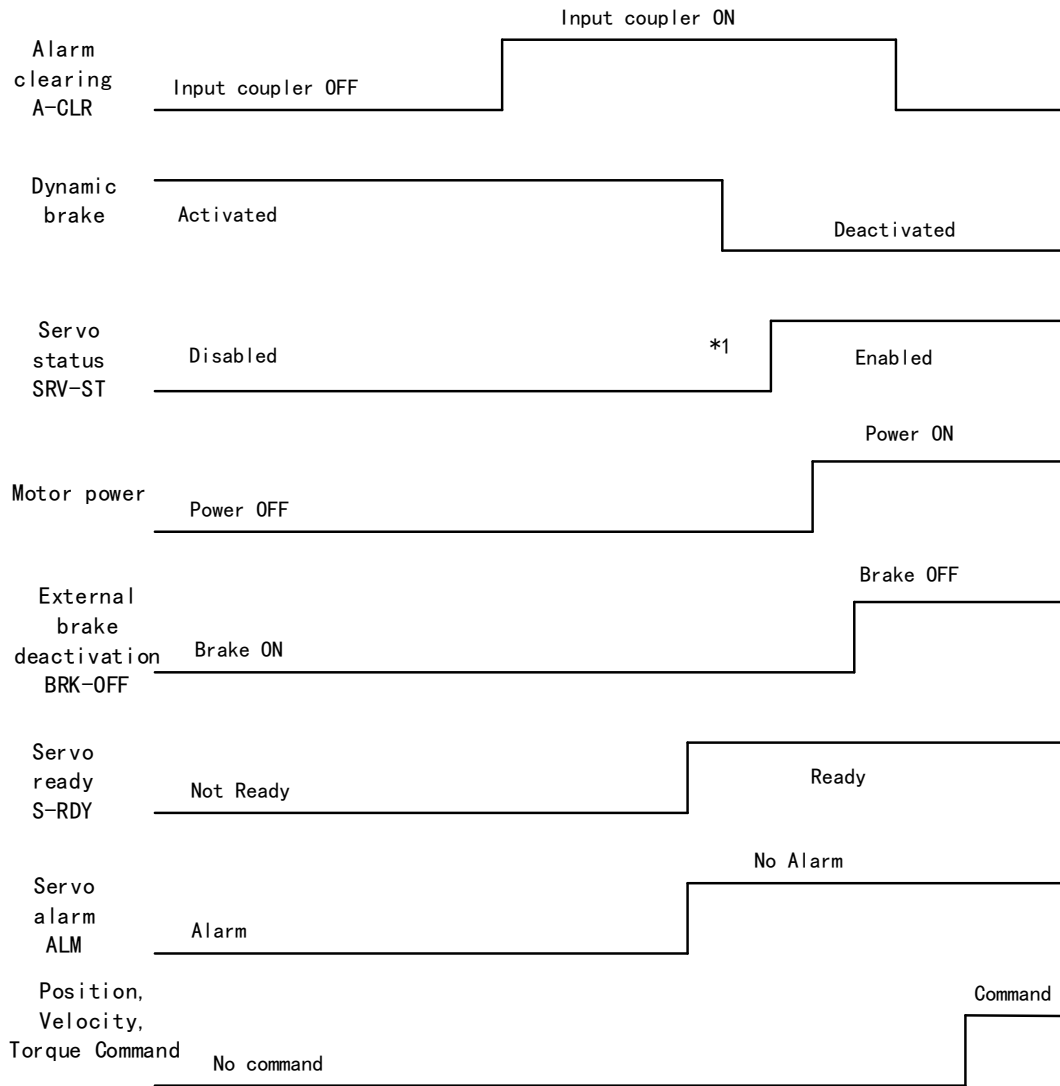 Input coupler ON
Alarm
clearing
A-CLR
Input coupler OFF
Dynamic
brake
Activated
Deactivated
Servo
status
SRV-ST
Disabled
*1
Enabled
Power ON
Motor power
Power OFF
Brake OFF
External
brake
deactivation
BRK-OFF
Brake ON
Servo
ready
S-RDY
Not Ready
Ready
No Alarm
Servo
alarm
ALM
Alarm
Position,
Velocity,
Torque Command
Command
No command